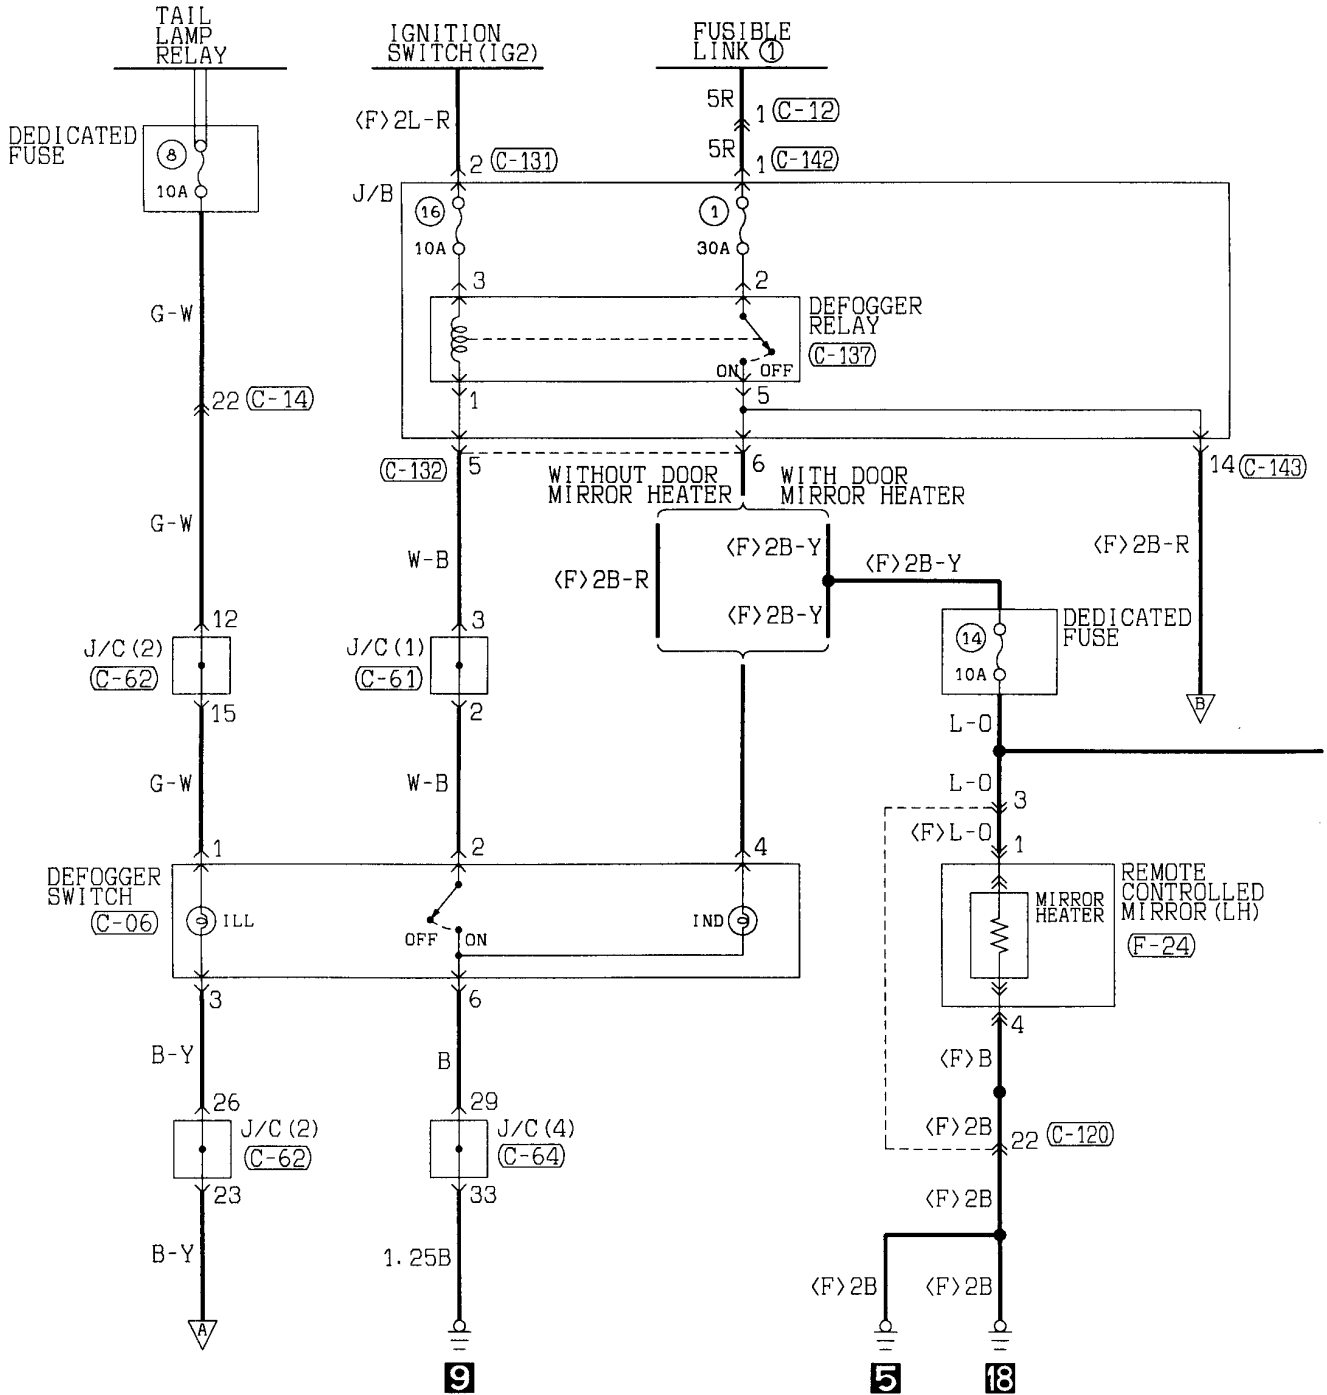 TAIL
LAMP
RELAY
IGNITION
SWITCH(IG2)
FUSIBLE
LINK ①
DEDICATED
FUSE
8
10A
<F>2L-R
2 C-131
5R
1 C-12
5R
1 C-142
J/B
16
10A
1
30A
3
2
DEFOGGER
RELAY
C-137
ON OFF
1
5
G-W
22 C-14
C-132 5
6
14 C-143
WITHOUT DOOR
MIRROR HEATER
WITH DOOR
MIRROR HEATER
G-W
W-B
<F>2B-R
<F>2B-Y
<F>2B-Y
<F>2B-Y
<F>2B-R
12
J/C(2)
C-62
15
3
J/C(1)
C-61
2
DEDICATED
FUSE
14
10A
B
L-O
G-W
W-B
L-O
3
<F>L-O
1
1
2
4
DEFOGGER
SWITCH
C-06
ILL
OFF ON
IND
MIRROR
HEATER
REMOTE
CONTROLLED
MIRROR(LH)
F-24
3
6
4
B-Y
B
<F>B
26
J/C(2)
C-62
23
29
J/C(4)
C-64
33
<F>2B
22 C-120
<F>2B
B-Y
1.25B
<F>2B
<F>2B
A
9
5
18